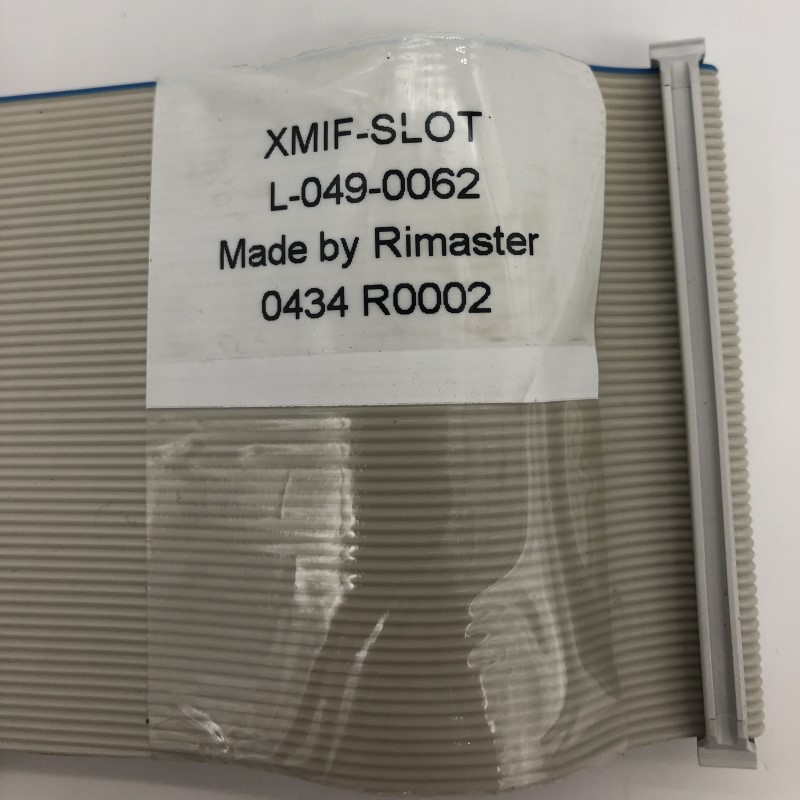 XMIF-SLOT
L-049-0062
Made by Rimaster
0434 R0002